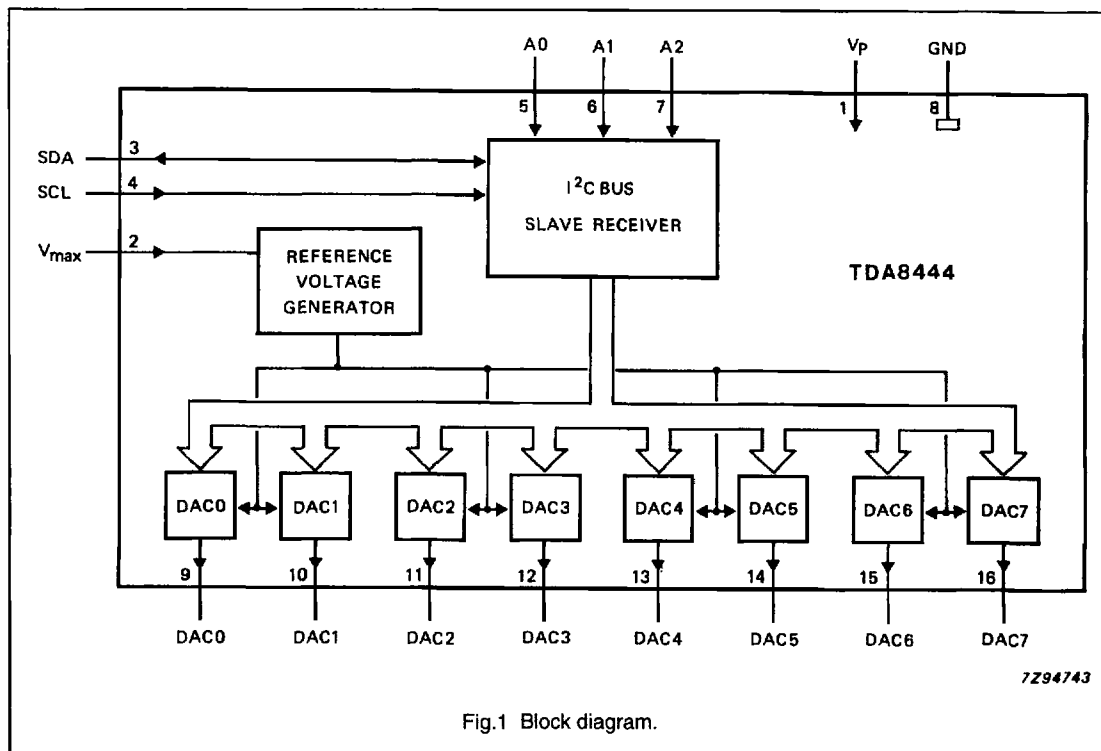 A0 A1 A2 VP GND
5 6 7 1 8
SDA 3
SCL 4
I2C BUS
SLAVE RECEIVER
Vmax 2
REFERENCE
VOLTAGE
GENERATOR
TDA8444
DAC0 DAC1 DAC2 DAC3 DAC4 DAC5 DAC6 DAC7
9 10 11 12 13 14 15 16
DAC0 DAC1 DAC2 DAC3 DAC4 DAC5 DAC6 DAC7
7Z94743
Fig.1 Block diagram.